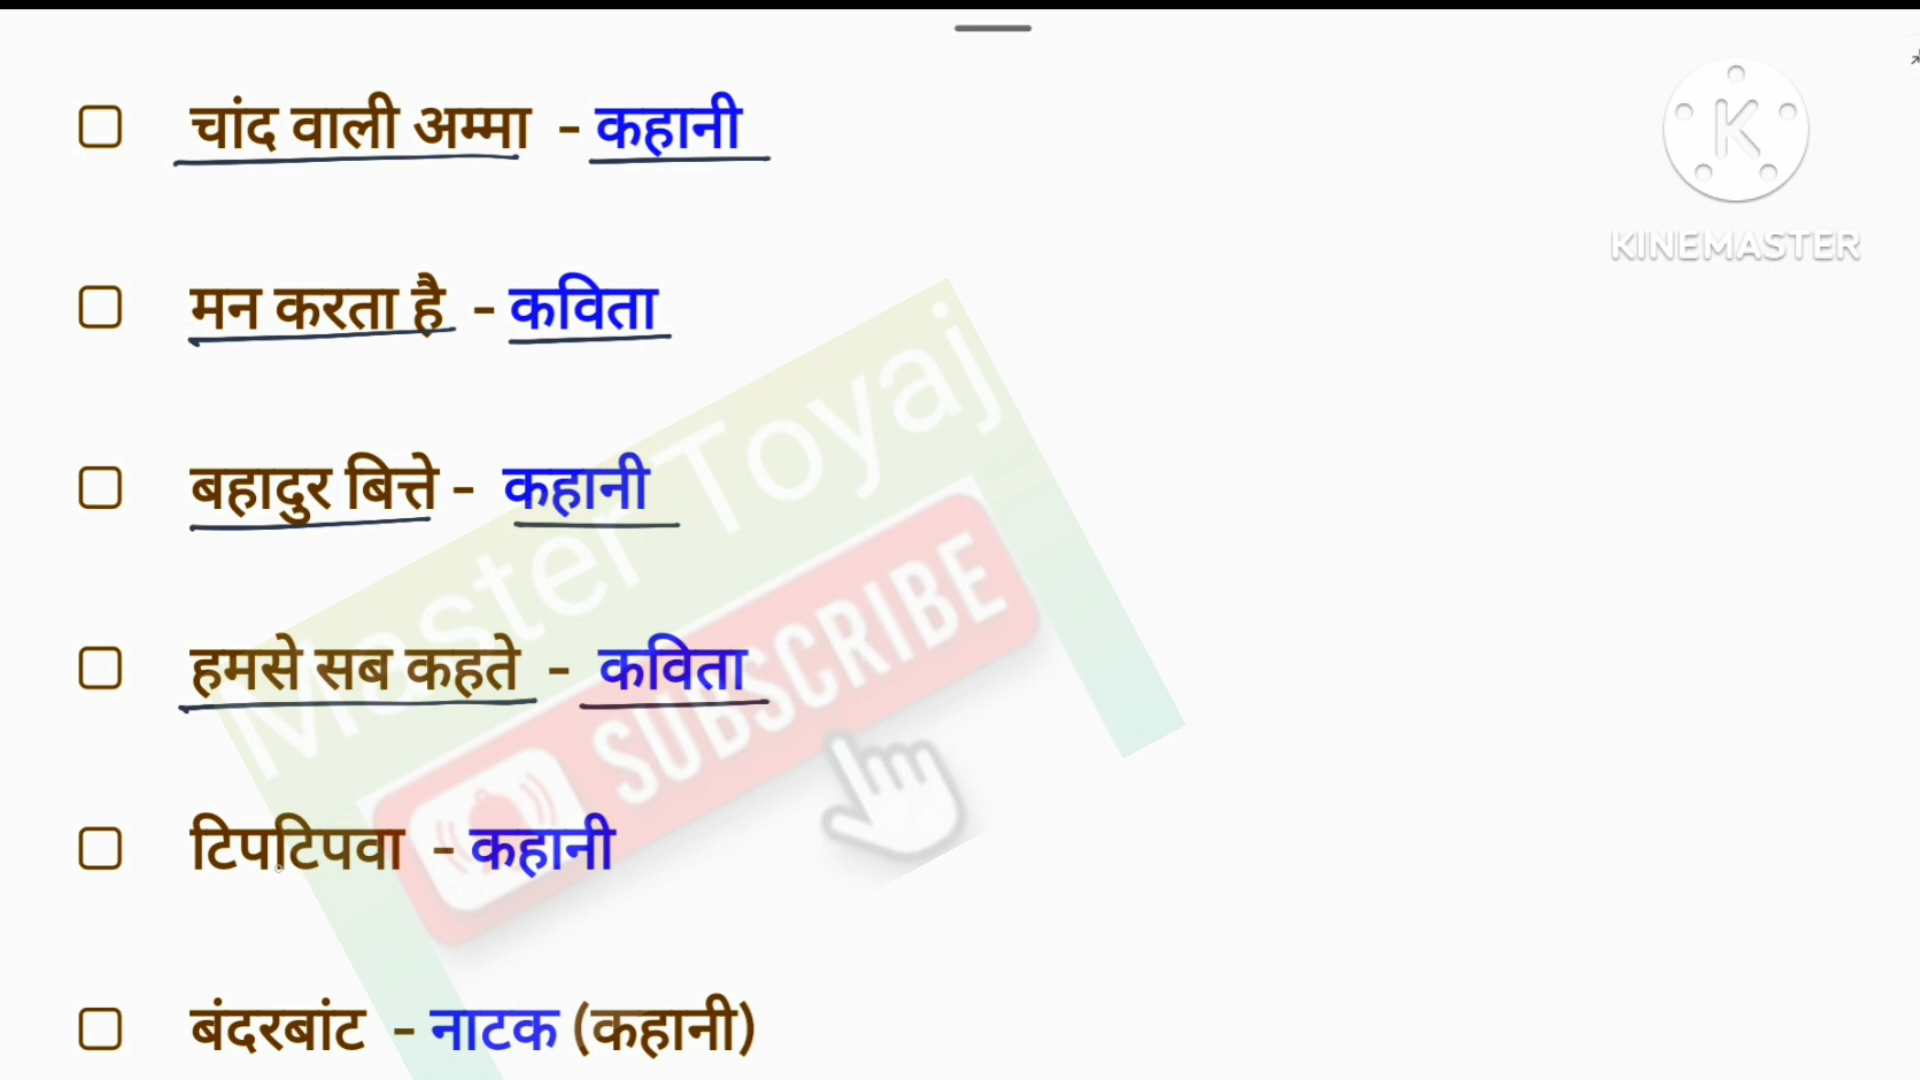 चांद वाली अम्मा - कहानी
KINEMASTER
मन करता है - कविता
Master Toyaj
बहादुर बित्ते - कहानी
SUBSCRIBE
हमसे सब कहते - कविता
टिपटिपवा - कहानी
बंदरबांट - नाटक (कहानी)